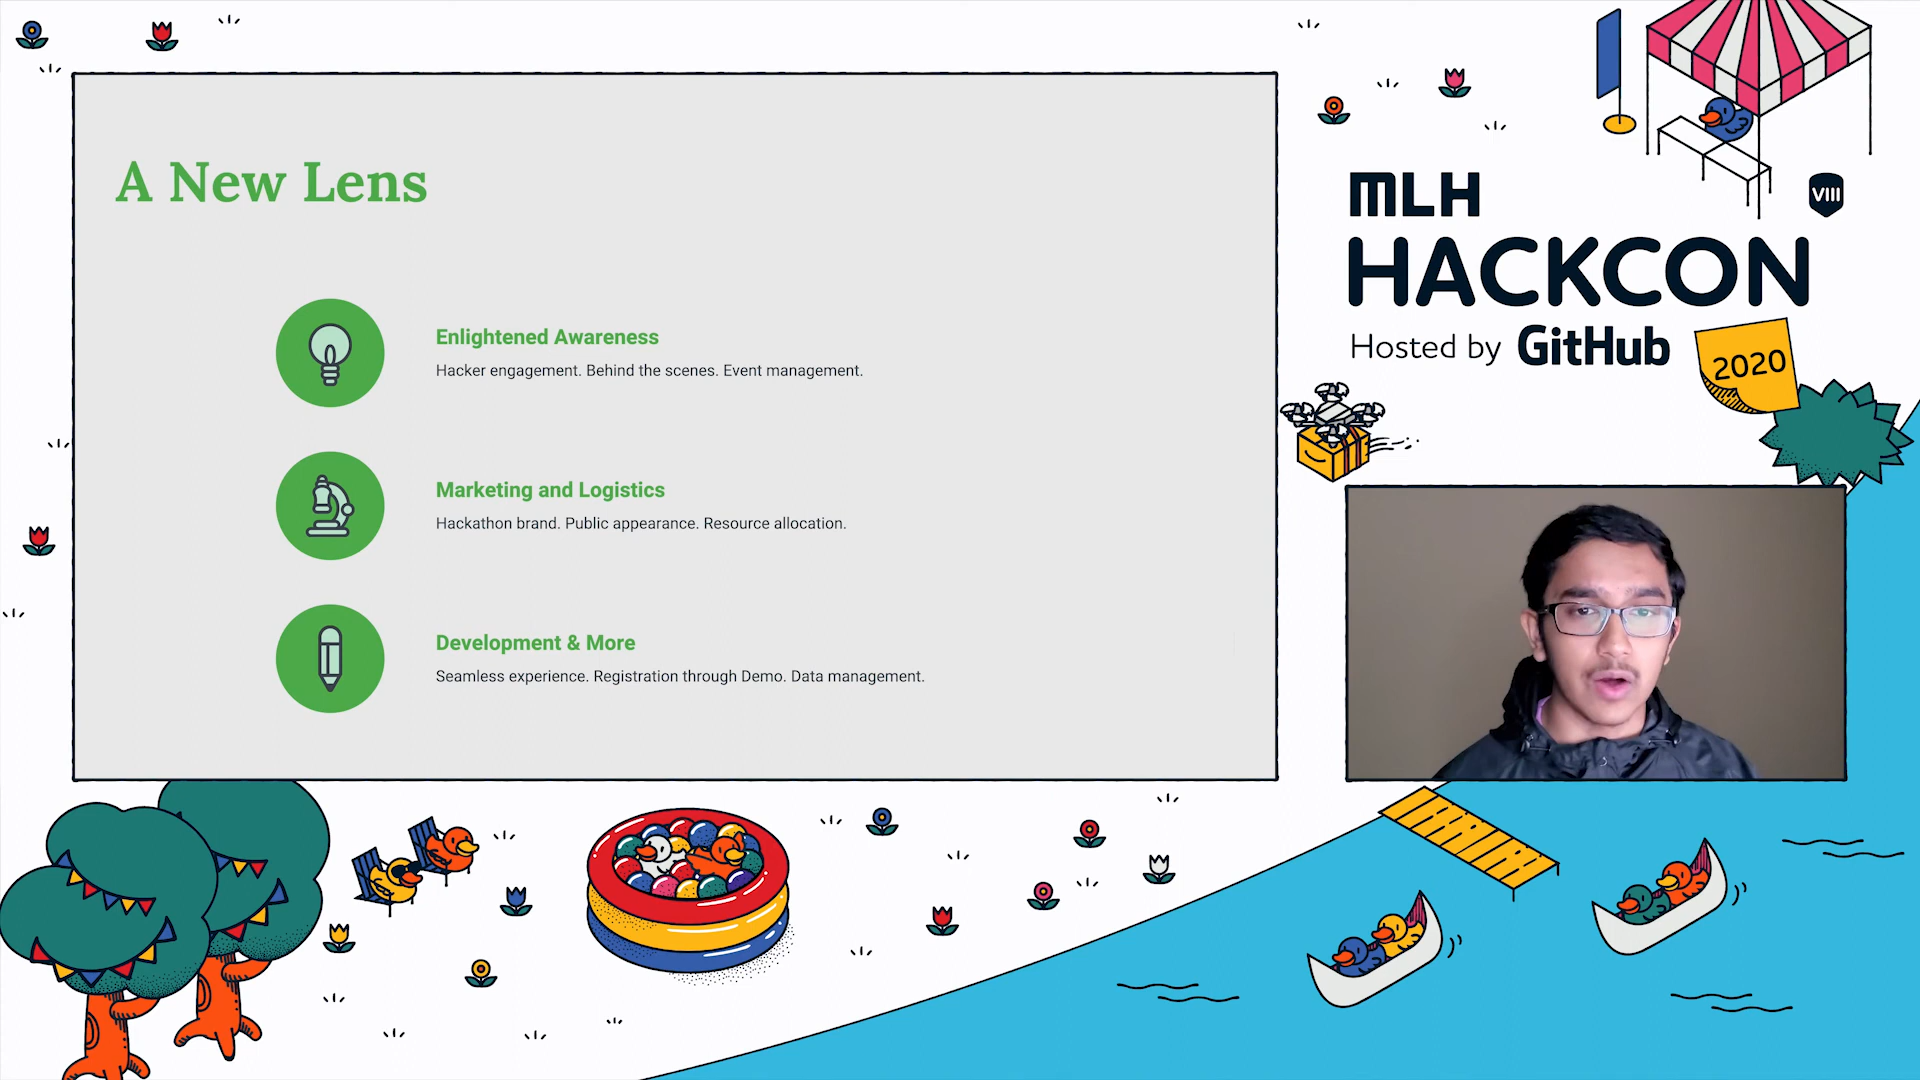 A New Lens
Enlightened Awareness
Hacker engagement. Behind the scenes. Event management.
Marketing and Logistics
Hackathon brand. Public appearance. Resource allocation.
Development & More
Seamless experience. Registration through Demo. Data management.
MLH
VIII
HACKCON
Hosted by GitHub
2020